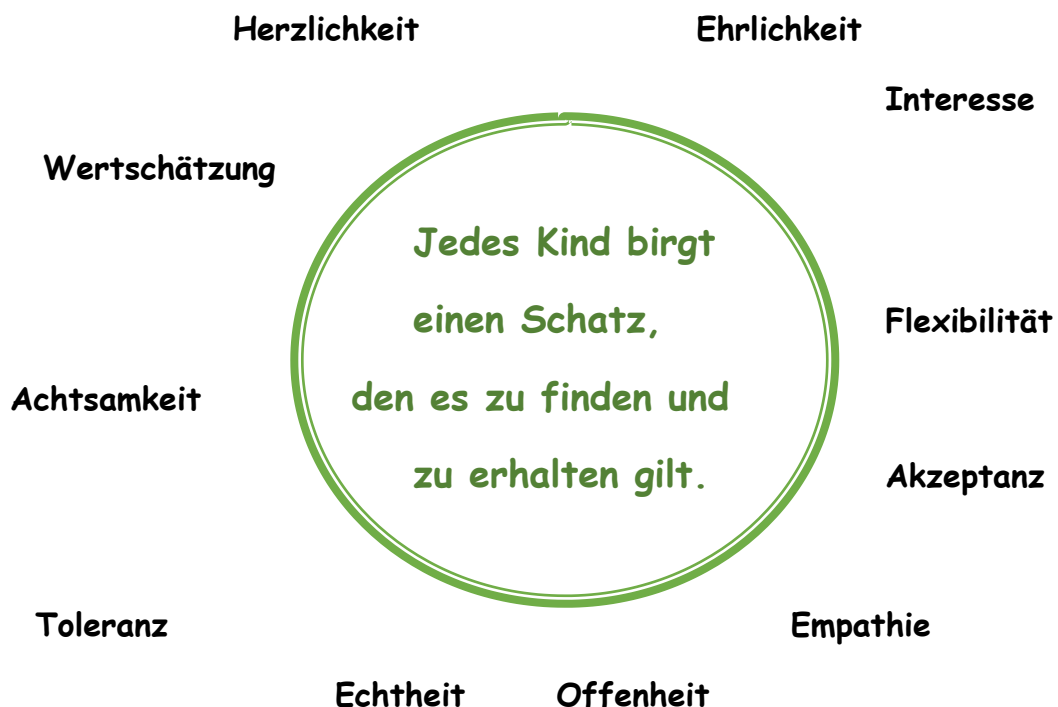 Herzlichkeit Ehrlichkeit
Interesse
Wertschätzung
Jedes Kind birgt
einen Schatz,
Flexibilität
den es zu finden und
Achtsamkeit
zu erhalten gilt.
Akzeptanz
Toleranz
Empathie
Echtheit Offenheit